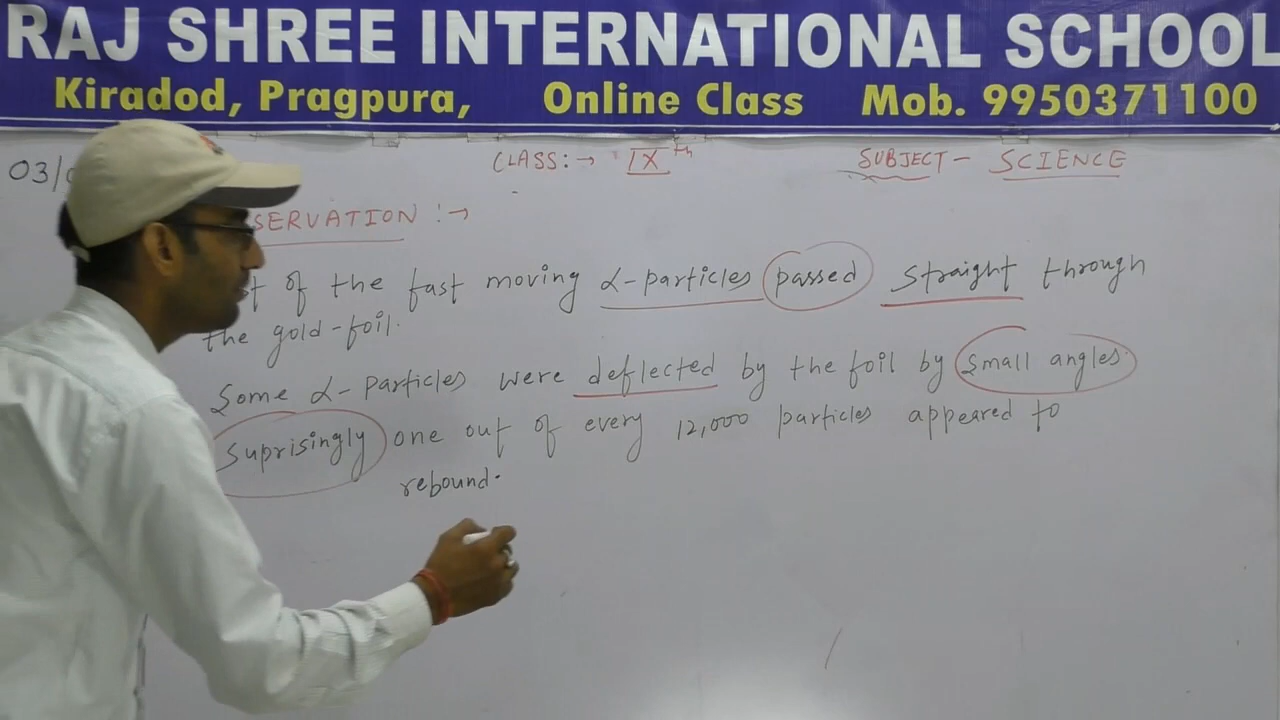 RAJ SHREE INTERNATIONAL SCHOOL
Kiradod, Pragpura, Online Class Mob. 9950371100
03/ CLASS:→ IXth SUBJECT- SCIENCE
SERVATION :→
of the fast moving α-particles passed straight through
the gold-foil.
Some α-particles were deflected by the foil by small angles.
Suprisingly one out of every 12,000 particles appeared to
rebound.